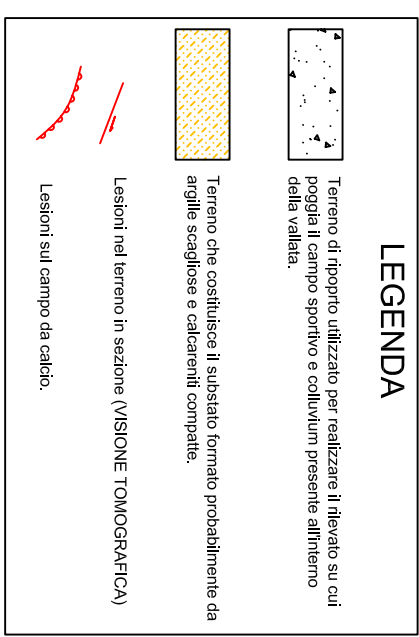 LEGENDA
Terreno di ripoprto utilizzato per realizzare il rilevato su cui
poggia il campo sportivo e colluvium presente all'interno
della vallata.
Terreno che costituisce il substato formato probabilmente da
argille scagliose e calcareniti compatte.
Lesioni nel terreno in sezione (VISIONE TOMOGRAFICA)
Lesioni sul campo da calcio.